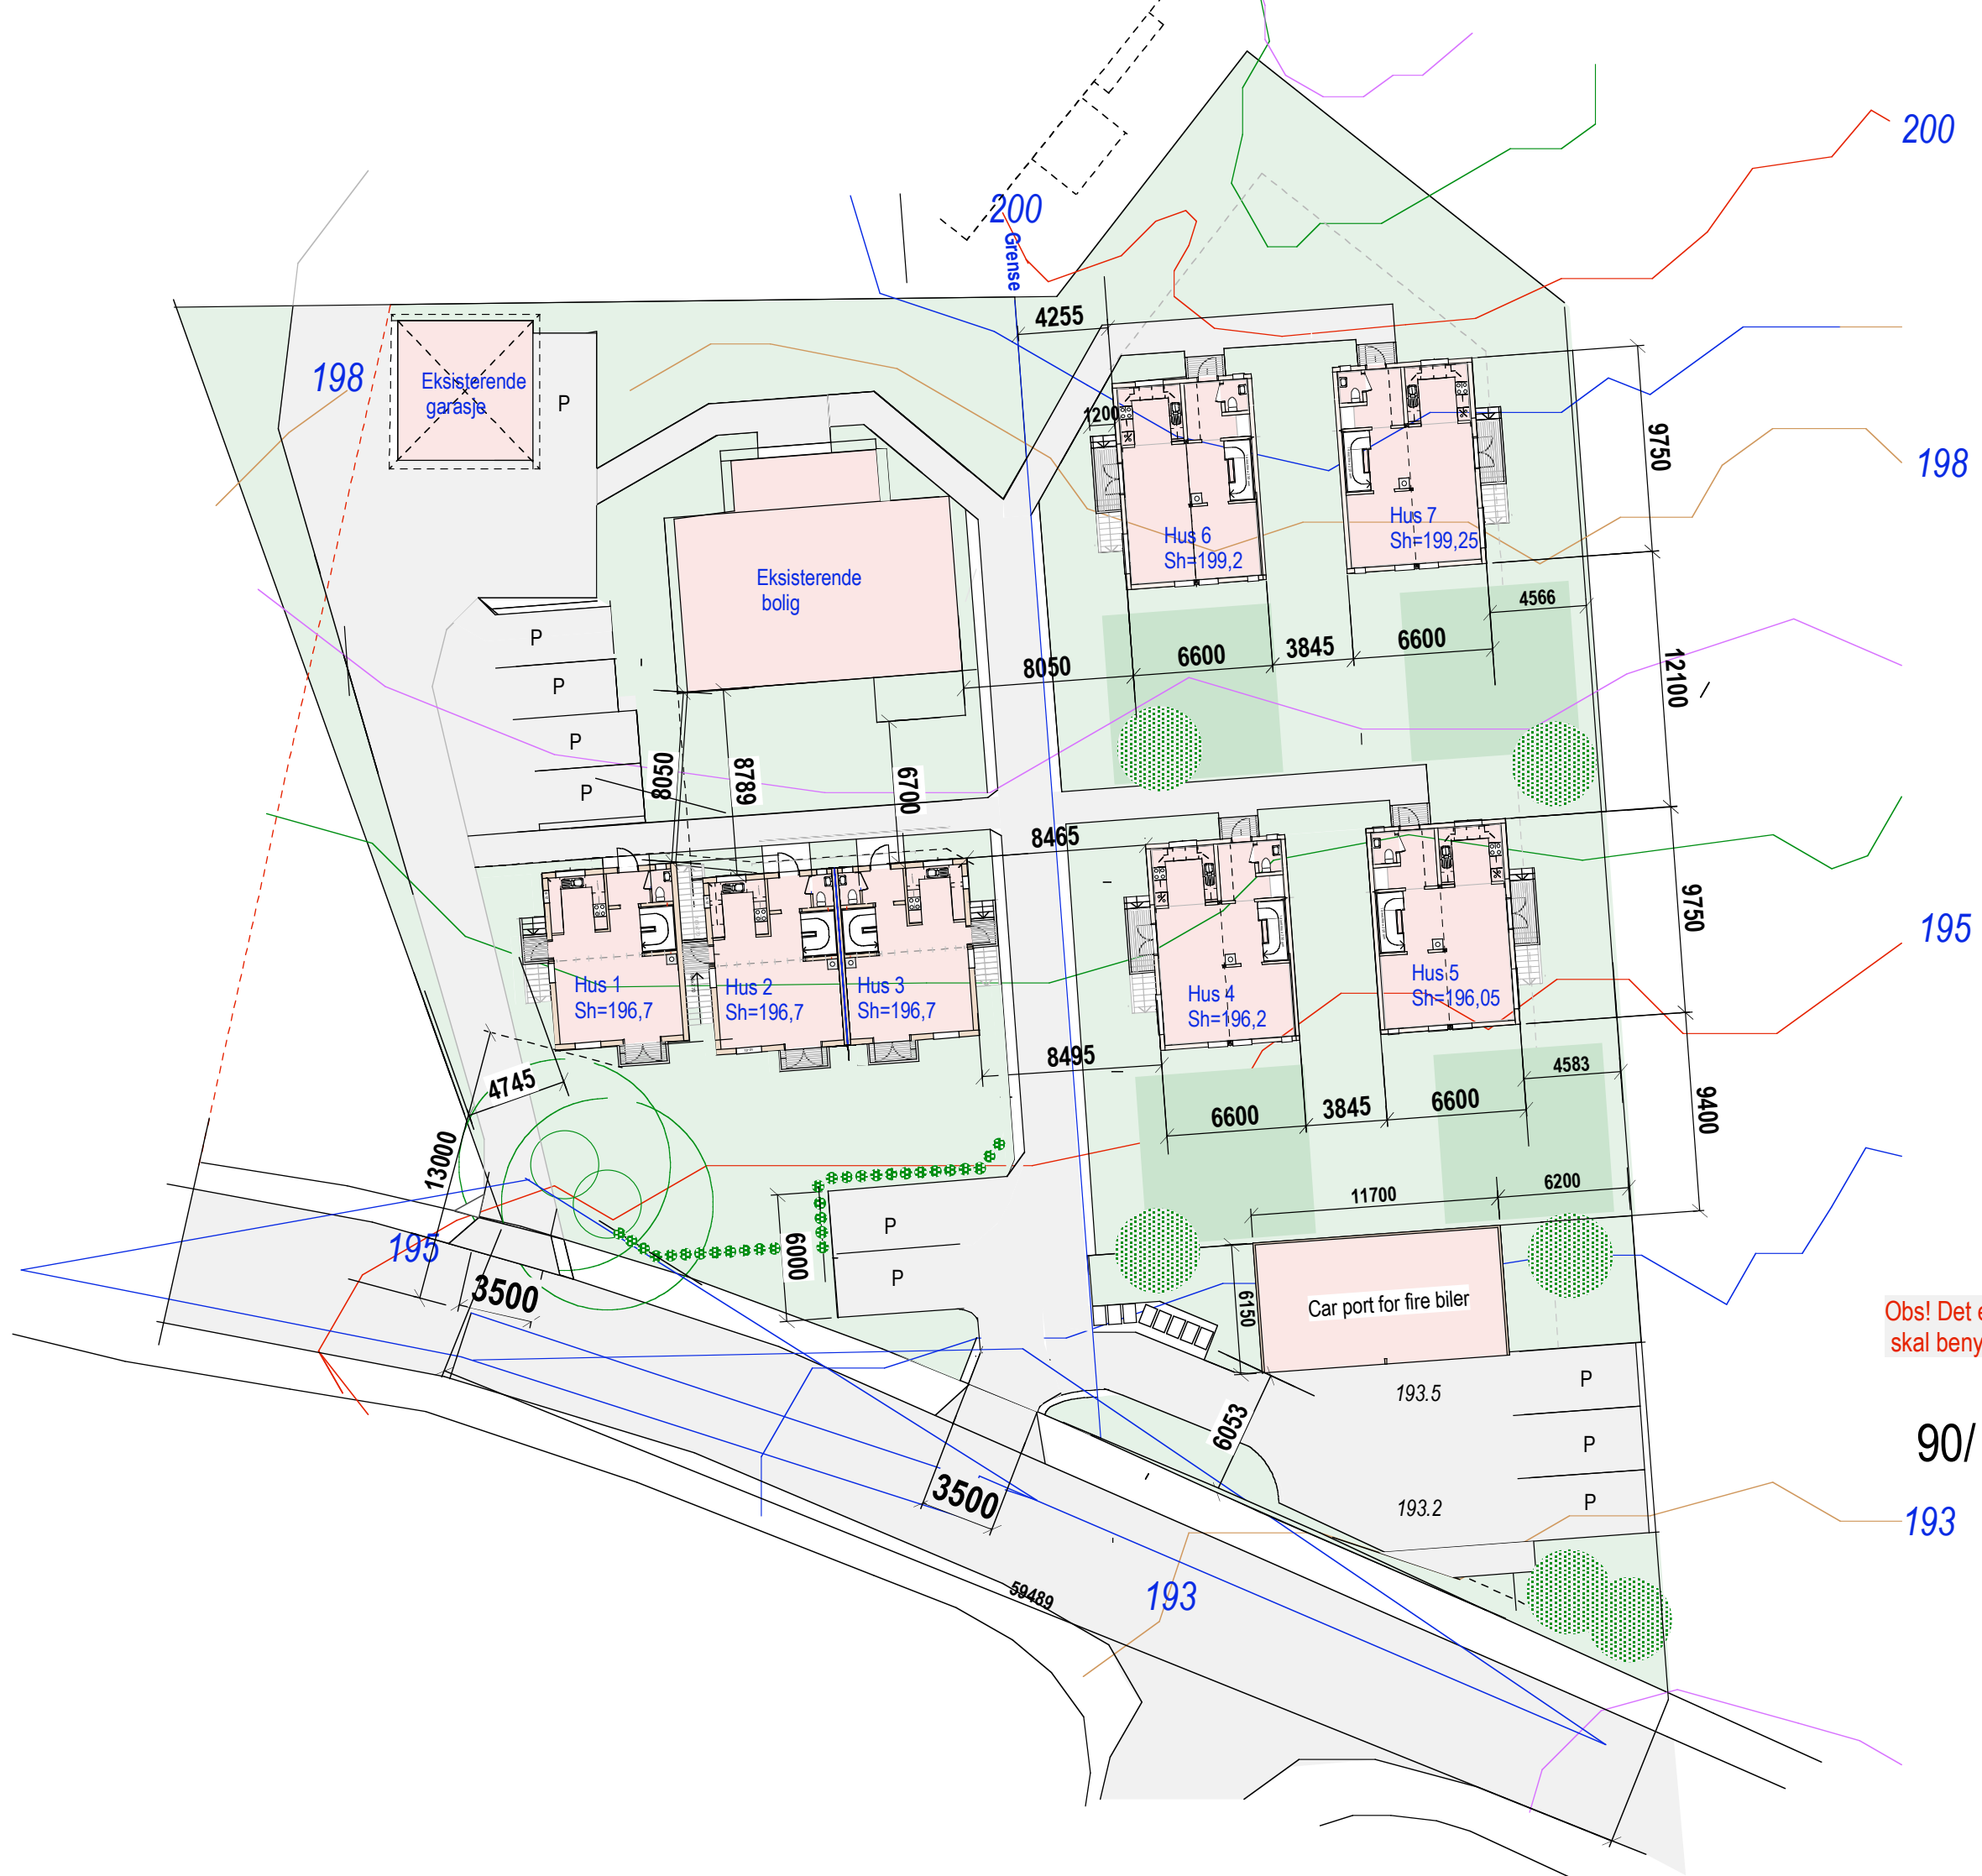 200
200
Grense
4255
198
Eksisterende
garasje
P
1200
9750
198
Hus 6
Sh=199,2
Hus 7
Sh=199,25
Eksisterende
bolig
4566
P
8050
6600
3845
6600
12100
P
P
P
8050
8789
6700
8465
9750
195
Hus 1
Sh=196,7
Hus 2
Sh=196,7
Hus 3
Sh=196,7
Hus 4
Sh=196,2
Hus 5
Sh=196,05
4745
8495
4583
6600
3845
6600
9400
13000
11700
6200
195
P
6000
P
3500
6150
Car port for fire biler
Obs! Det e
skal beny
193.5
P
6053
P
90/
3500
193.2
P
193
59489
193